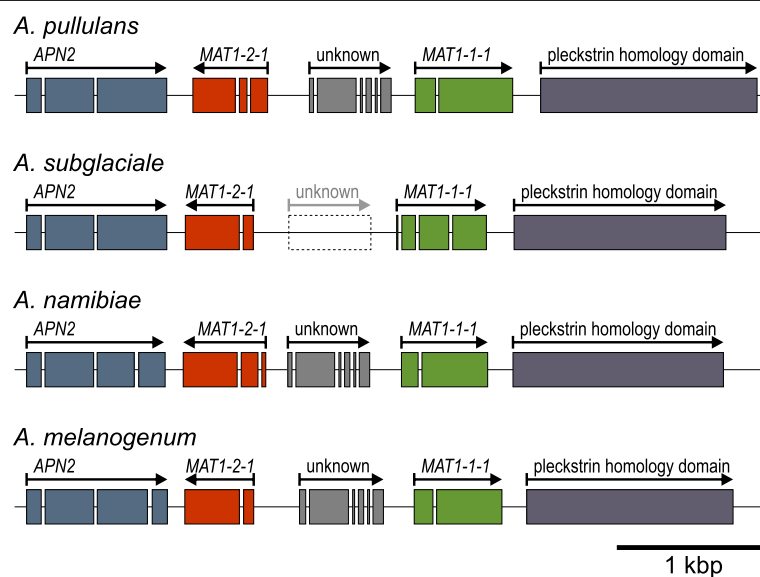 A. pullulans
APN2 MAT1-2-1 unknown MAT1-1-1 pleckstrin homology domain
A. subglaciale
APN2 MAT1-2-1 unknown MAT1-1-1 pleckstrin homology domain
A. namibiae
APN2 MAT1-2-1 unknown MAT1-1-1 pleckstrin homology domain
A. melanogenum
APN2 MAT1-2-1 unknown MAT1-1-1 pleckstrin homology domain
1 kbp